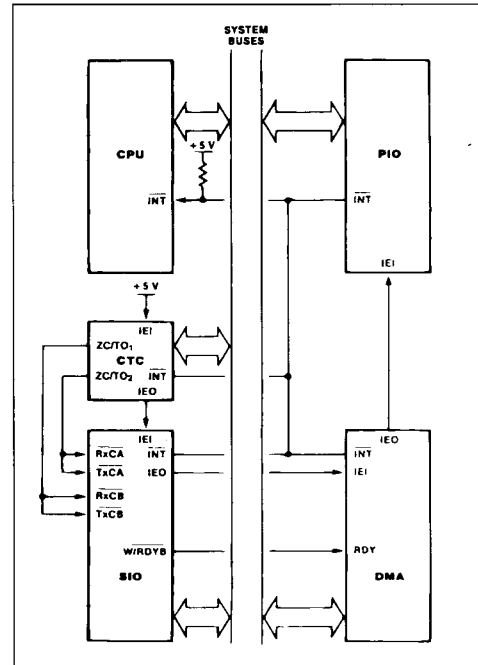 SYSTEM
BUSES
CPU
+5 V
INT
PIO
INT
IEI
+5 V
IEI
ZC/TO₁
CTC
ZC/TO₂
INT
IEO
IEI
RxCA
INT
TxCA
IEO
RxCB
TxCB
W/RDYB
SIO
IEO
INT
IEI
RDY
DMA